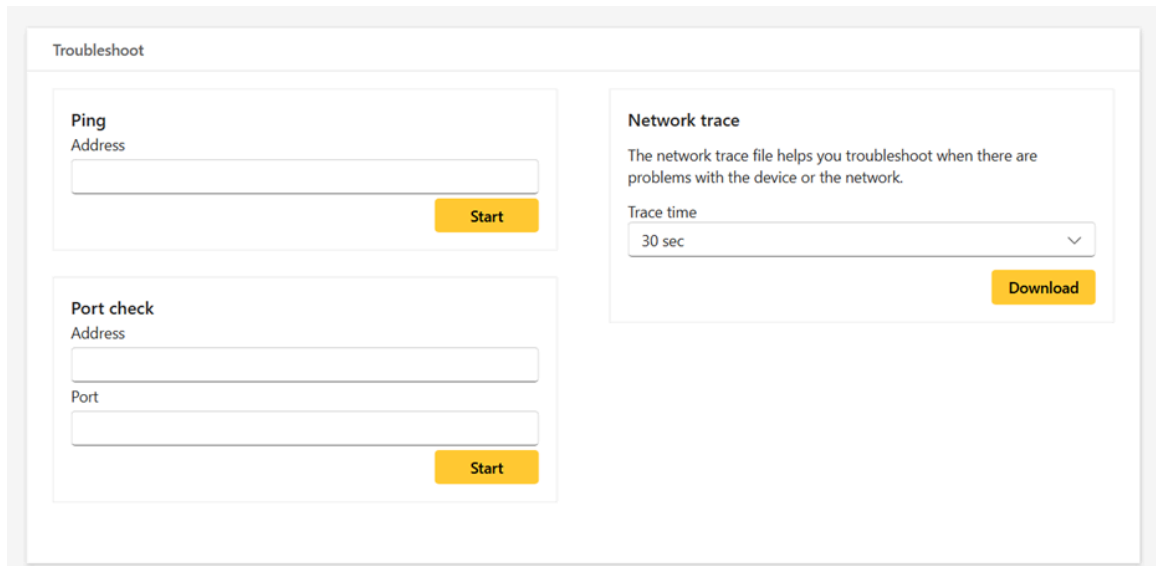 Troubleshoot
Ping
Address
Start
Port check
Address
Port
Start
Network trace
The network trace file helps you troubleshoot when there are
problems with the device or the network.
Trace time
30 sec
Download